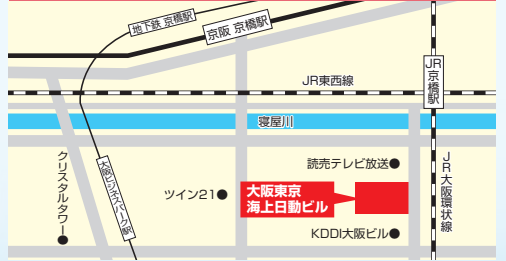 地下鉄 京橋駅
京阪 京橋駅
JR東西線
JR京橋駅
寝屋川
クリスタルタワー
大阪ビジネスパーク駅
読売テレビ放送
ツイン21
大阪東京
海上日動ビル
KDDI大阪ビル
JR大阪環状線